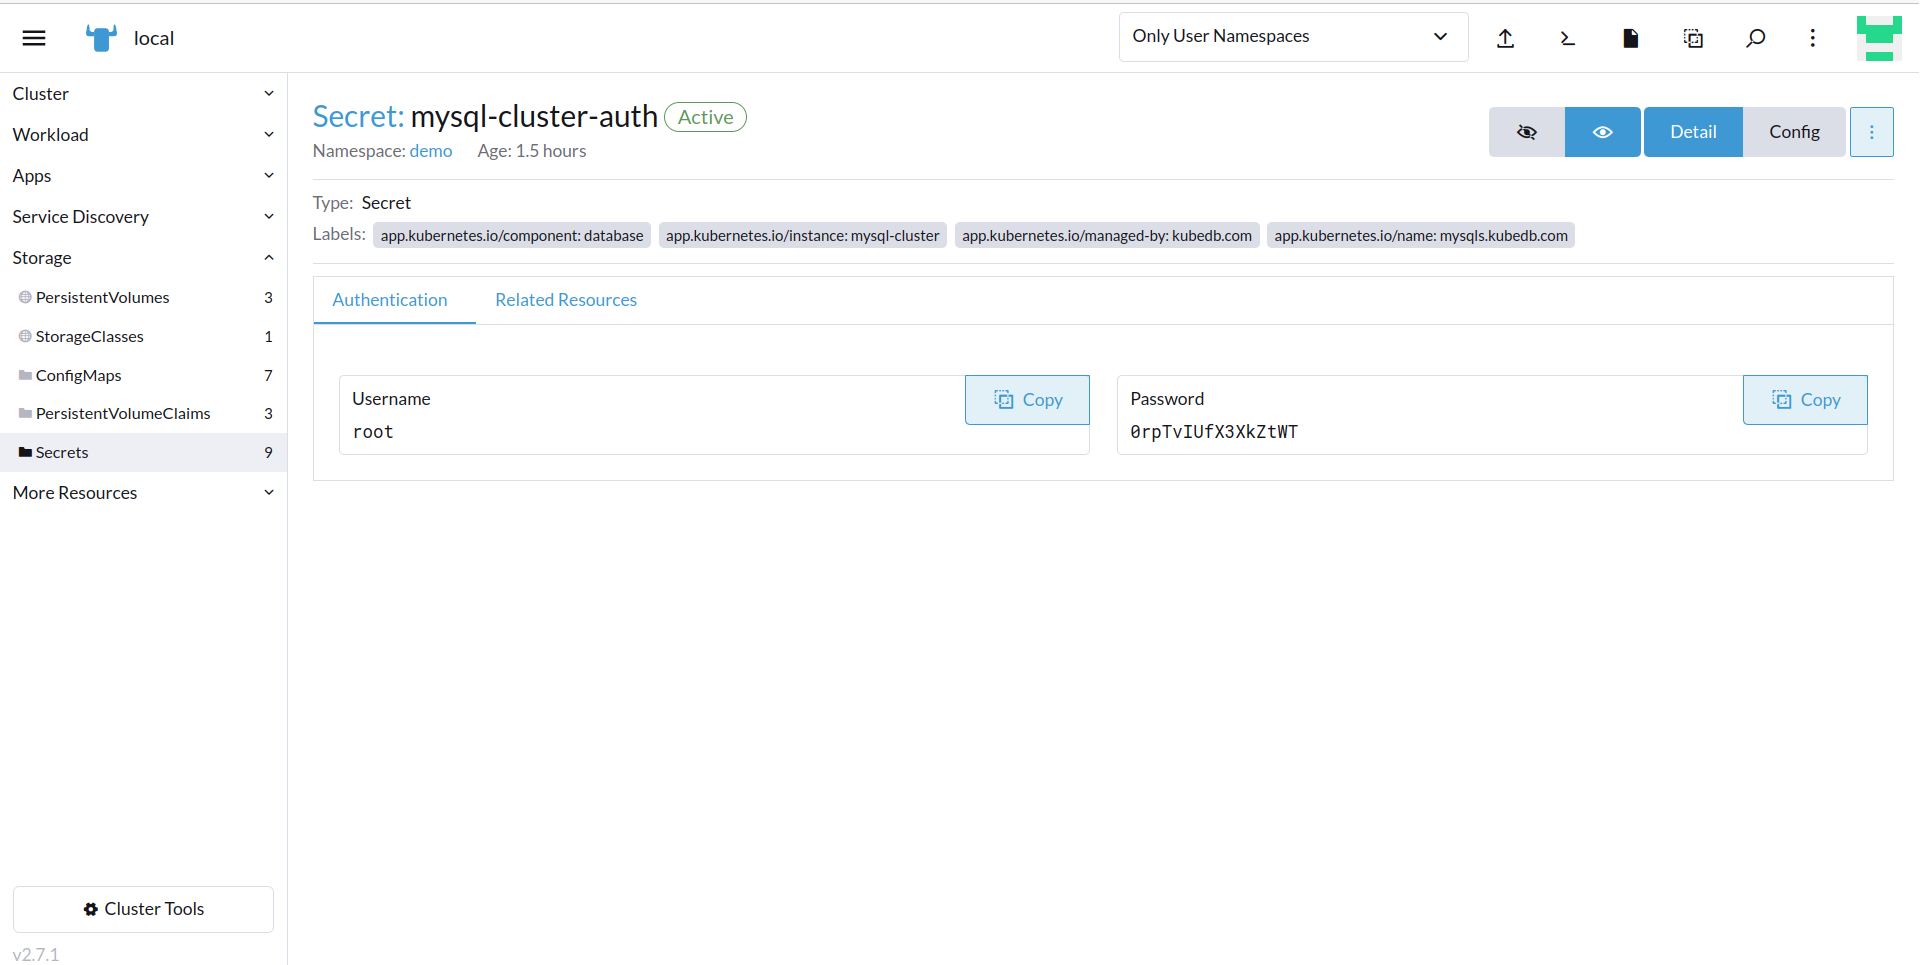 local
Only User Namespaces
Cluster
Workload
Apps
Service Discovery
Storage
PersistentVolumes 3
StorageClasses 1
ConfigMaps 7
PersistentVolumeClaims 3
Secrets 9
More Resources
Cluster Tools
v2.7.1
Secret: mysql-cluster-auth Active
Namespace: demo Age: 1.5 hours
Detail Config
Type: Secret
Labels: app.kubernetes.io/component: database app.kubernetes.io/instance: mysql-cluster app.kubernetes.io/managed-by: kubedb.com app.kubernetes.io/name: mysqls.kubedb.com
Authentication Related Resources
Username Copy
root
Password Copy
0rpTvIUfX3XkZtWT